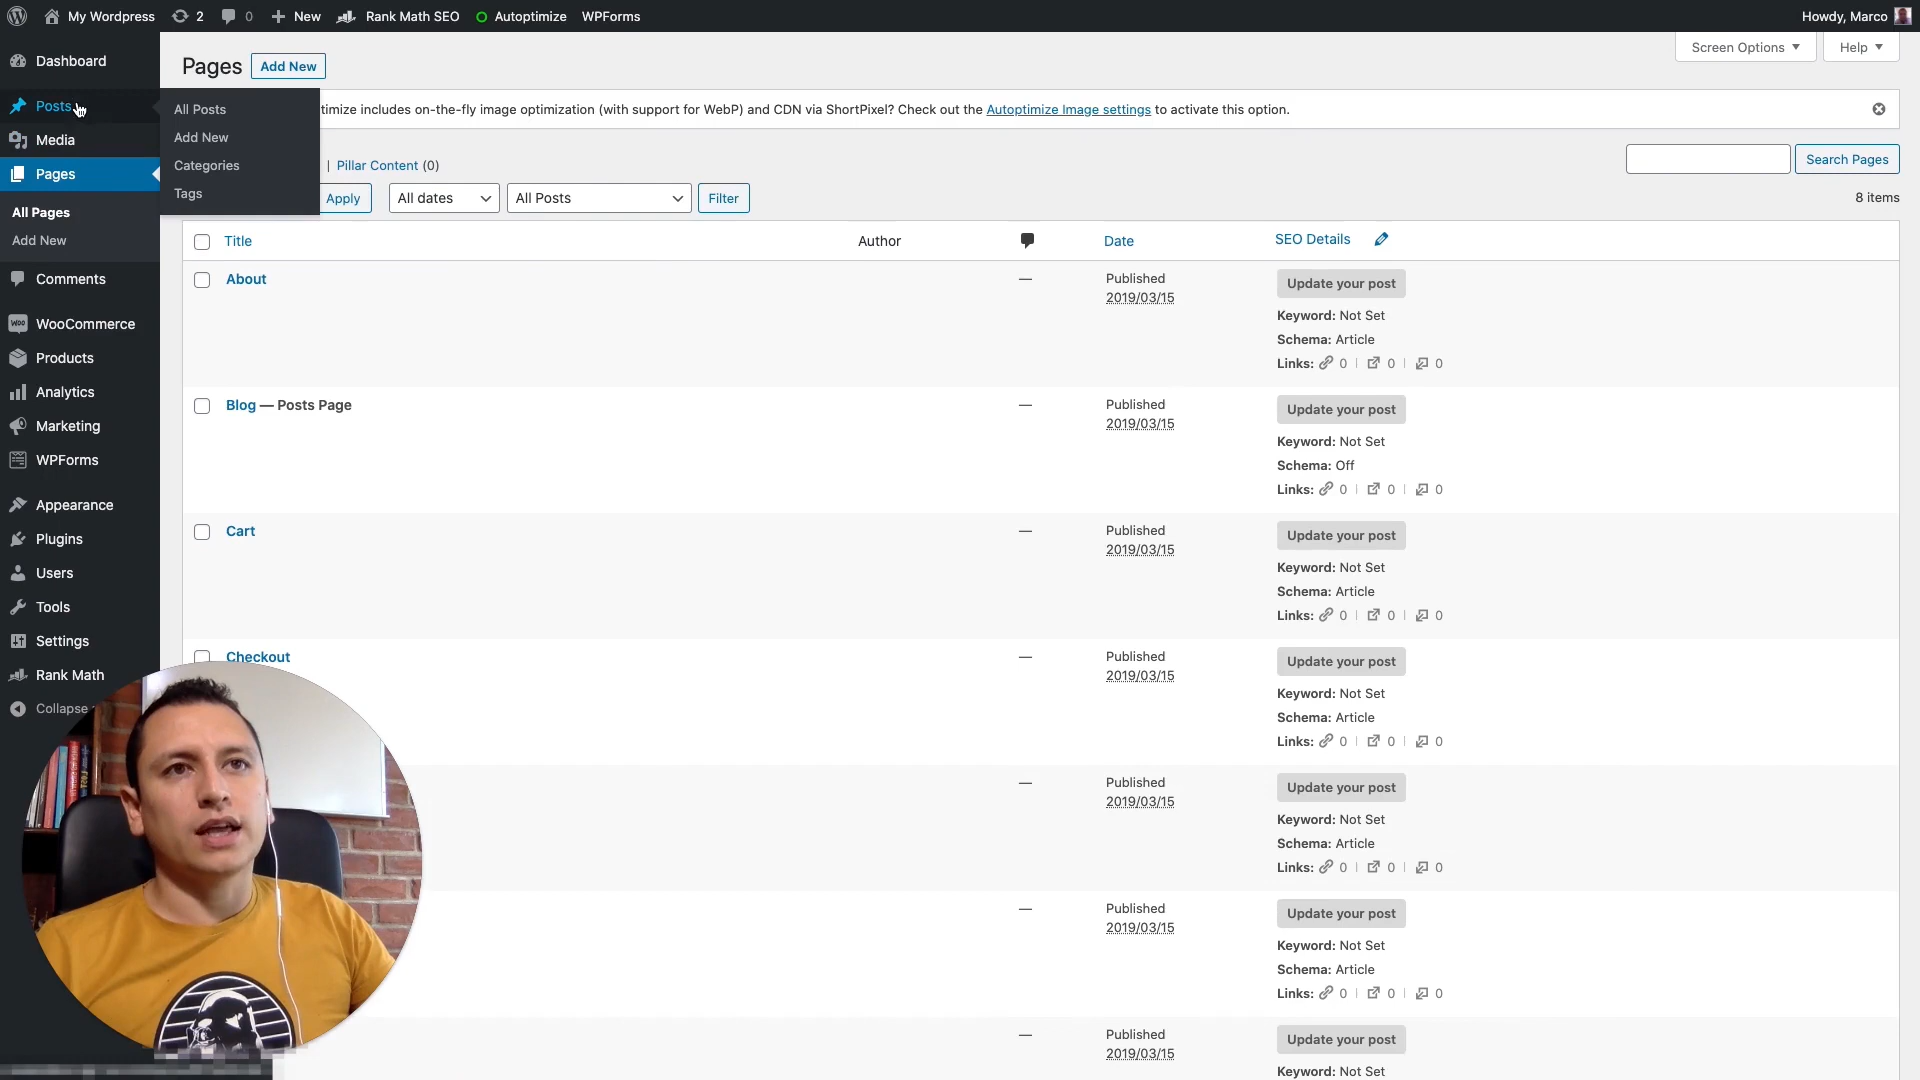 My Wordpress 2 0 New Rank Math SEO Autoptimize WPForms Howdy, Marco
Screen Options Help
Dashboard
Posts
Media
Pages
All Pages
Add New
Comments
WooCommerce
Products
Analytics
Marketing
WPForms
Appearance
Plugins
Users
Tools
Settings
Rank Math
Collapse
All Posts
Add New
Categories
Tags
Pages Add New
timize includes on-the-fly image optimization (with support for WebP) and CDN via ShortPixel? Check out the Autoptimize Image settings to activate this option.
| Pillar Content (0)
Search Pages
Apply All dates All Posts Filter
8 items
Title Author Date SEO Details
About — Published
2019/03/15
Update your post
Keyword: Not Set
Schema: Article
Links: 0 | 0 | 0
Blog — Posts Page — Published
2019/03/15
Update your post
Keyword: Not Set
Schema: Off
Links: 0 | 0 | 0
Cart — Published
2019/03/15
Update your post
Keyword: Not Set
Schema: Article
Links: 0 | 0 | 0
Checkout — Published
2019/03/15
Update your post
Keyword: Not Set
Schema: Article
Links: 0 | 0 | 0
— Published
2019/03/15
Update your post
Keyword: Not Set
Schema: Article
Links: 0 | 0 | 0
— Published
2019/03/15
Update your post
Keyword: Not Set
Schema: Article
Links: 0 | 0 | 0
— Published
2019/03/15
Update your post
Keyword: Not Set